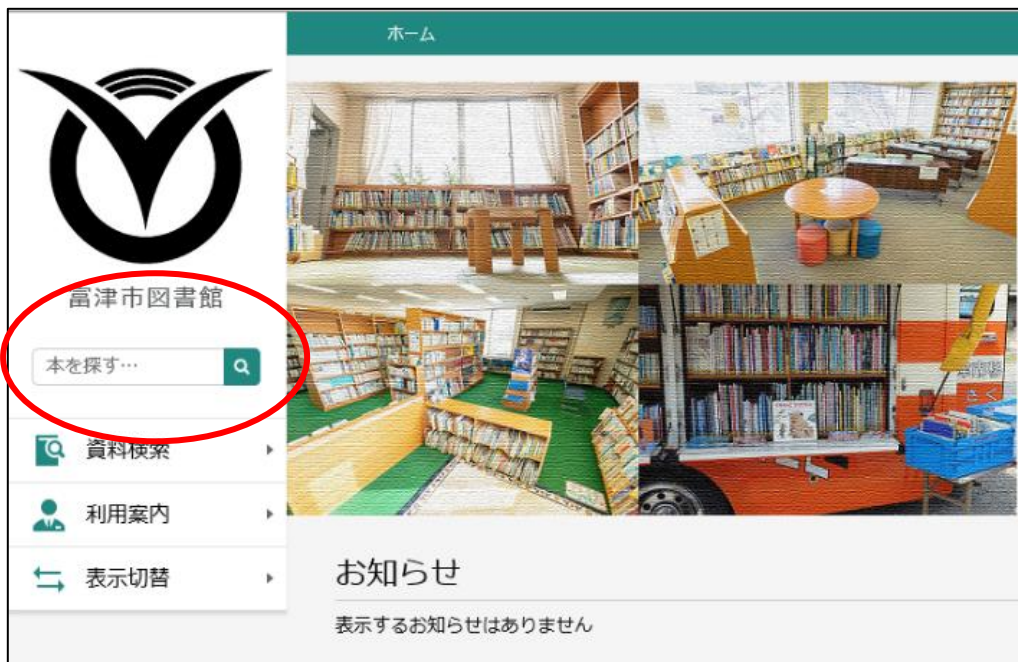 ホーム
富津市図書館
本を探す…
資料検索
利用案内
表示切替
お知らせ
表示するお知らせはありません